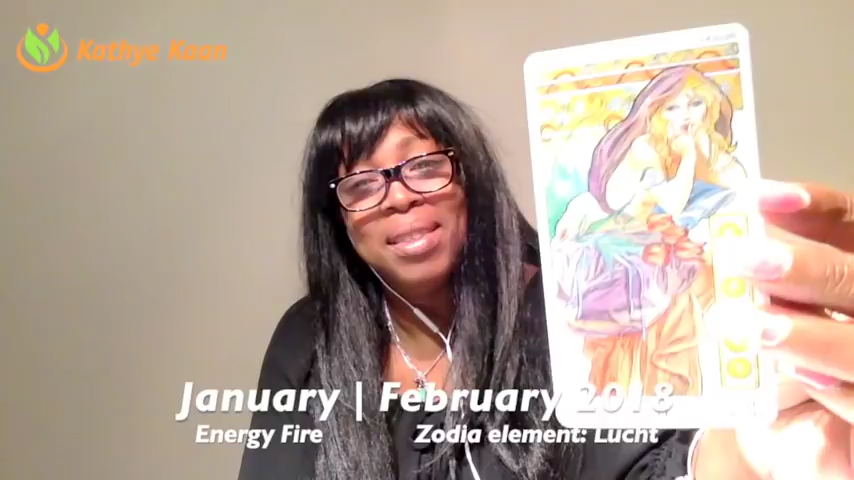 Kathye Kaan
January | February 2018
Energy Fire Zodia element: Lucht